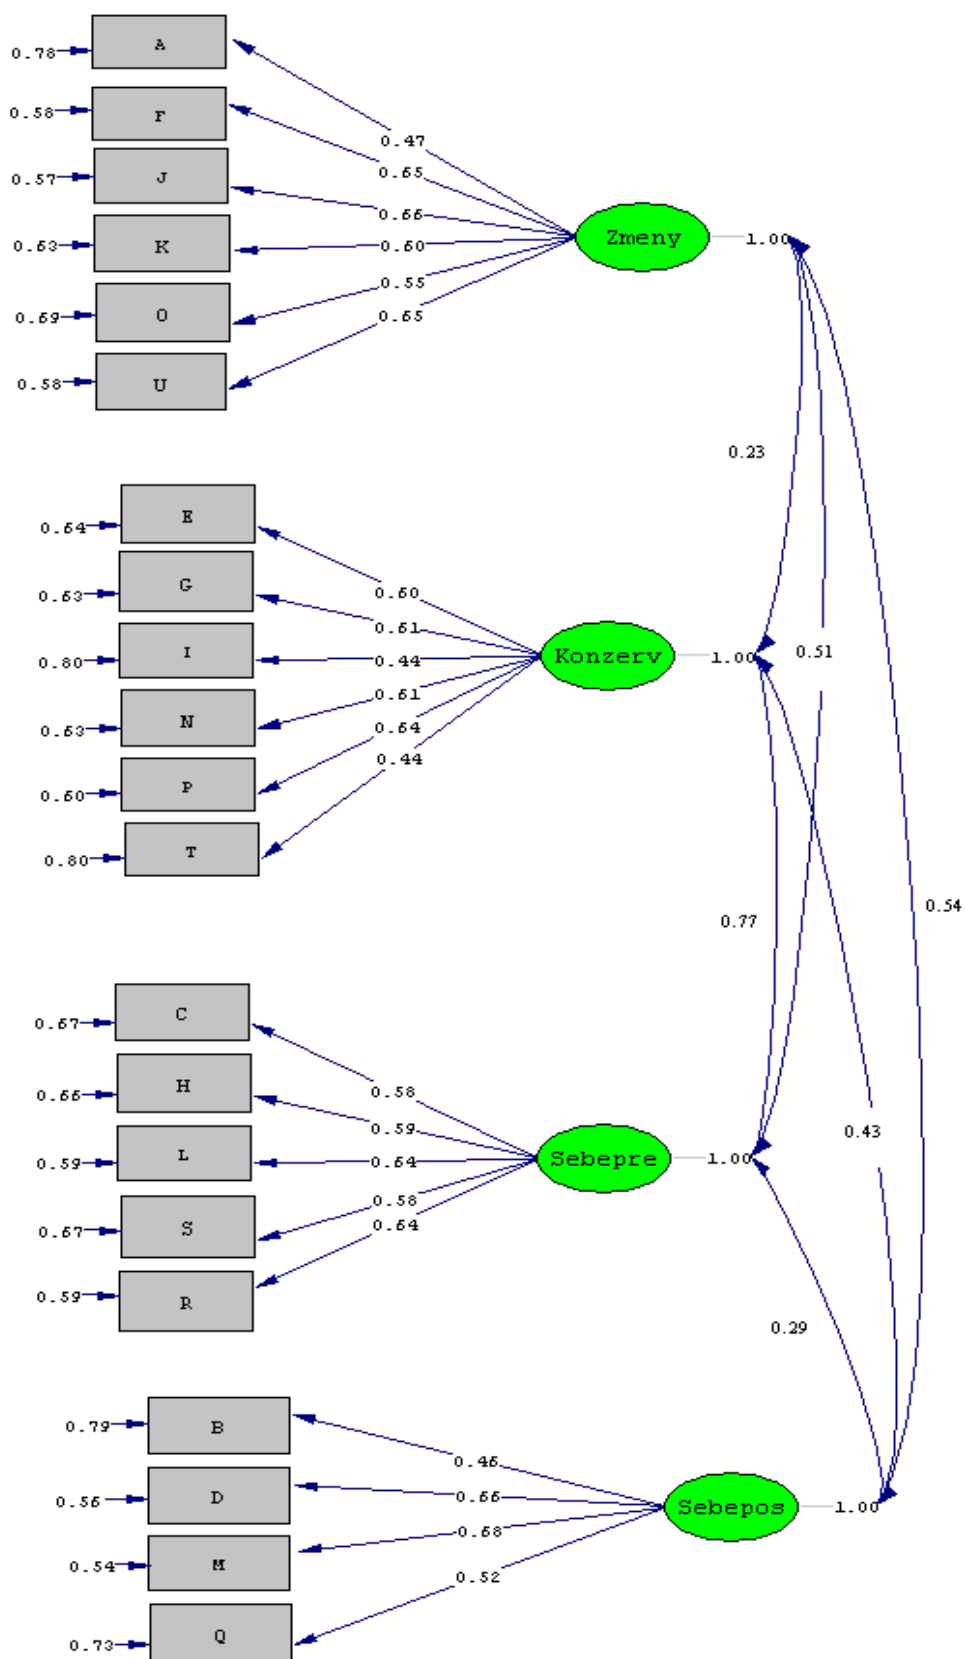 0.78 A
0.58 F
0.47
0.65
0.57 J
0.66
0.63 K
0.60
Zmeny 1.00
0.55
0.69 O
0.65
0.58 U
0.23
0.64 E
0.63 G
0.60
0.61
0.80 I
0.44
Konzerv 1.00
0.51
0.61
0.63 N
0.64
0.44
0.60 P
0.80 T
0.77
0.54
0.67 C
0.66 H
0.58
0.59
0.43
0.59 L
0.64
Sebepre 1.00
0.58
0.67 S
0.64
0.59 R
0.29
0.79 B
0.46
0.56 D
0.66
Sebepos 1.00
0.68
0.54 M
0.52
0.73 Q